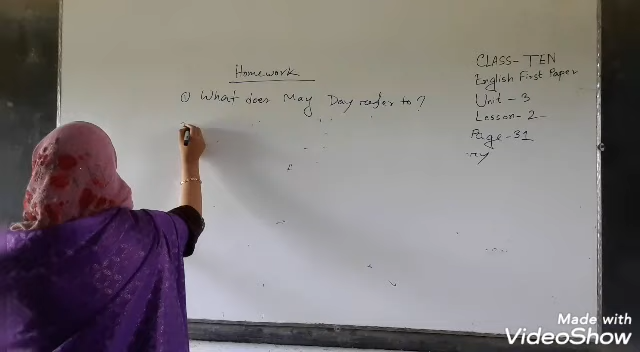 Homework
① What does May Day refer to?
CLASS-TEN
English First Paper
Unit-3
Lesson-2
Page-31
Made with
VideoShow